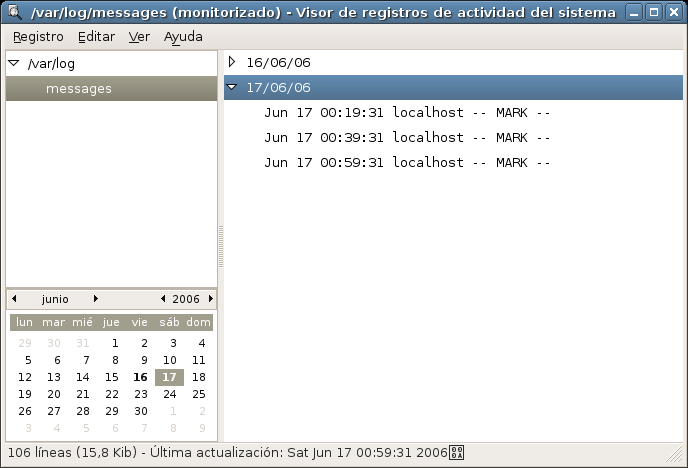 /var/log/messages (monitorizado) - Visor de registros de actividad del sistema
Registro Editar Ver Ayuda
/var/log
messages
16/06/06
17/06/06
Jun 17 00:19:31 localhost -- MARK --
Jun 17 00:39:31 localhost -- MARK --
Jun 17 00:59:31 localhost -- MARK --
junio 2006
lun mar mié jue vie sáb dom
29 30 31 1 2 3 4
5 6 7 8 9 10 11
12 13 14 15 16 17 18
19 20 21 22 23 24 25
26 27 28 29 30 1 2
3 4 5 6 7 8 9
106 líneas (15,8 Kib) - Última actualización: Sat Jun 17 00:59:31 2006